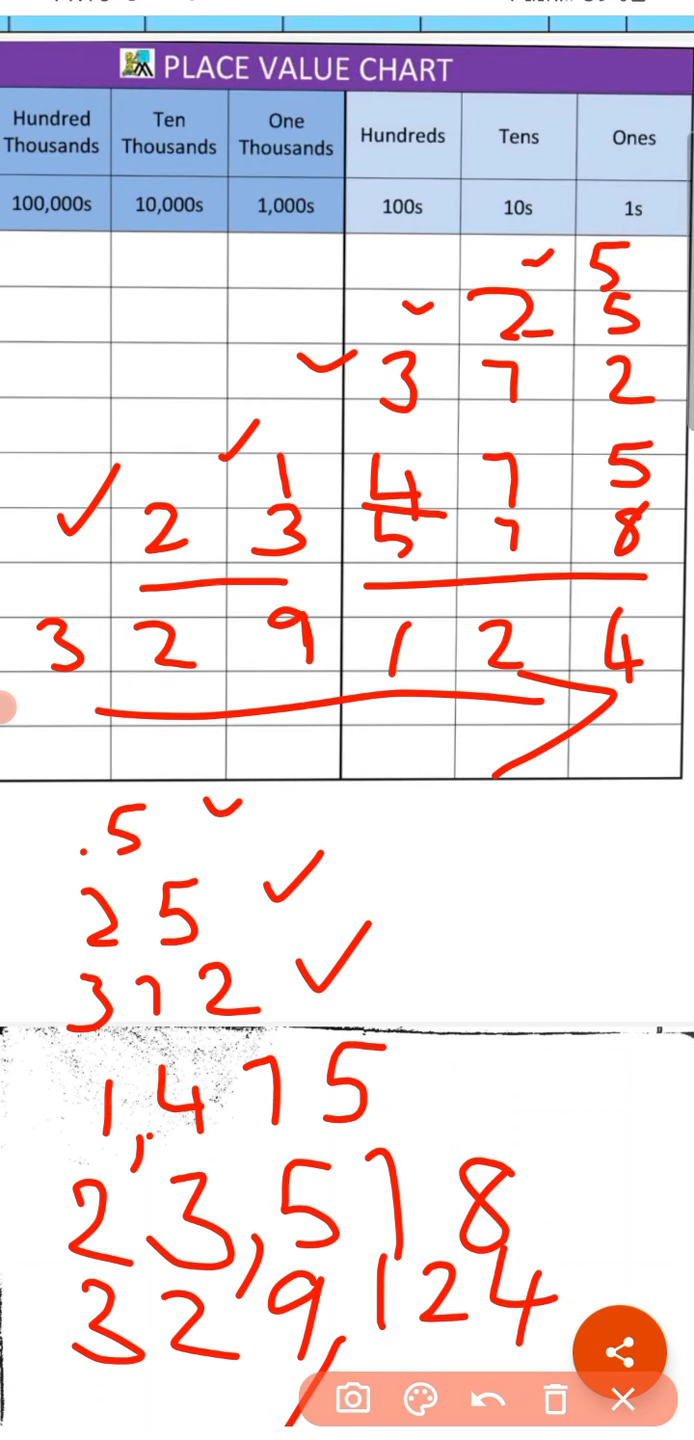 PLACE VALUE CHART
Hundred Thousands Ten Thousands One Thousands Hundreds Tens Ones
100,000s 10,000s 1,000s 100s 10s 1s
5
2 5
3 7 2
1 4 7 5
2 3 5 7 8
3 2 9 1 2 4
.5
25
372
1,475
23,578
329,124